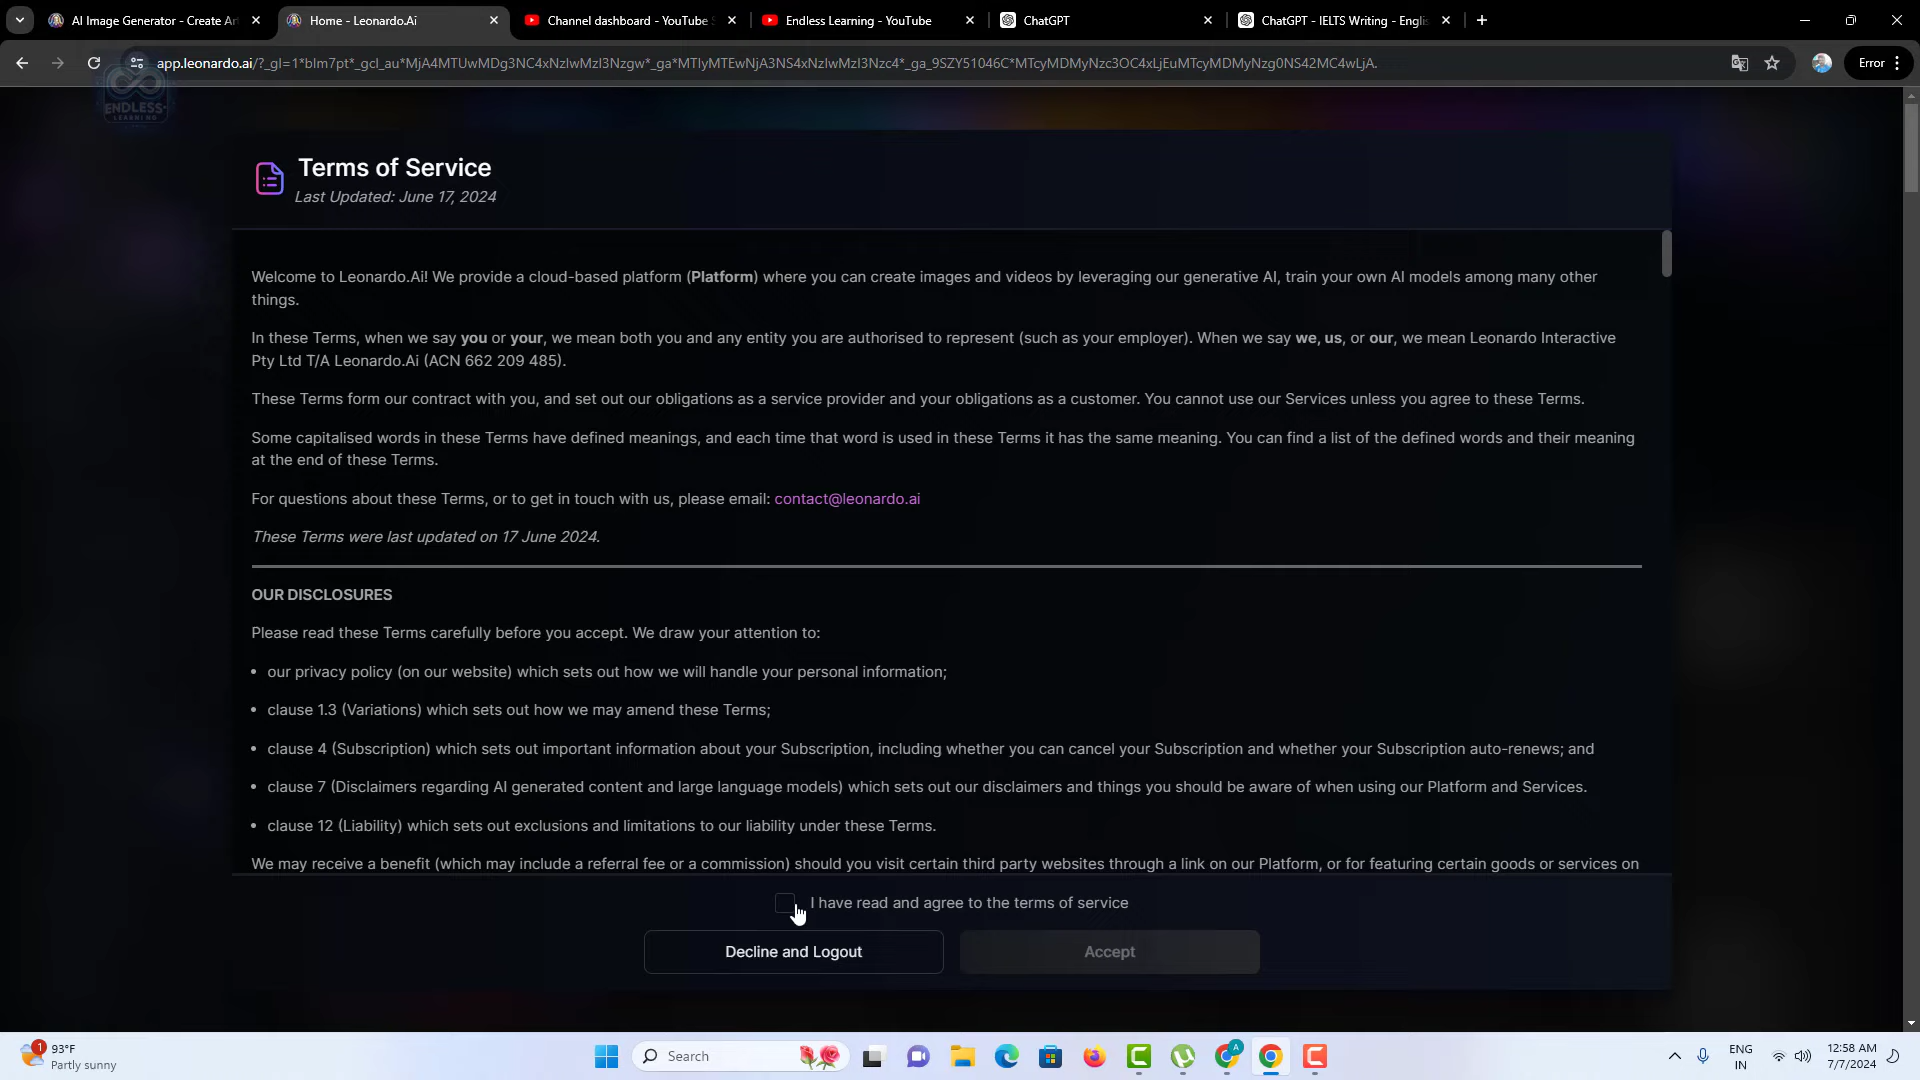 AI Image Generator - Create Ar
Home - Leonardo.Ai
Channel dashboard - YouTube S
Endless Learning - YouTube
ChatGPT
ChatGPT - IELTS Writing - Engli
app.leonardo.ai/?_gl=1*blm7pt*_gcl_au*MjA4MTUwMDg3NC4xNzIwMzI3Nzgw*_ga*MTIyMTEwNjA3NS4xNzIwMzI3Nzc4*_ga_9SZY51046C*MTcyMDMyNzc3OC4xLjEuMTcyMDMyNzg0NS42MC4wLjA.
Error
ENDLESS
LEARNING
Terms of Service
Last Updated: June 17, 2024
Welcome to Leonardo.Ai! We provide a cloud-based platform (Platform) where you can create images and videos by leveraging our generative AI, train your own AI models among many other
things.
In these Terms, when we say you or your, we mean both you and any entity you are authorised to represent (such as your employer). When we say we, us, or our, we mean Leonardo Interactive
Pty Ltd T/A Leonardo.Ai (ACN 662 209 485).
These Terms form our contract with you, and set out our obligations as a service provider and your obligations as a customer. You cannot use our Services unless you agree to these Terms.
Some capitalised words in these Terms have defined meanings, and each time that word is used in these Terms it has the same meaning. You can find a list of the defined words and their meaning
at the end of these Terms.
For questions about these Terms, or to get in touch with us, please email: contact@leonardo.ai
These Terms were last updated on 17 June 2024.
OUR DISCLOSURES
Please read these Terms carefully before you accept. We draw your attention to:
• our privacy policy (on our website) which sets out how we will handle your personal information;
• clause 1.3 (Variations) which sets out how we may amend these Terms;
• clause 4 (Subscription) which sets out important information about your Subscription, including whether you can cancel your Subscription and whether your Subscription auto-renews; and
• clause 7 (Disclaimers regarding AI generated content and large language models) which sets out our disclaimers and things you should be aware of when using our Platform and Services.
• clause 12 (Liability) which sets out exclusions and limitations to our liability under these Terms.
We may receive a benefit (which may include a referral fee or a commission) should you visit certain third party websites through a link on our Platform, or for featuring certain goods or services on
I have read and agree to the terms of service
Decline and Logout
Accept
1
93°F
Partly sunny
Search
A
ENG
IN
12:58 AM
7/7/2024